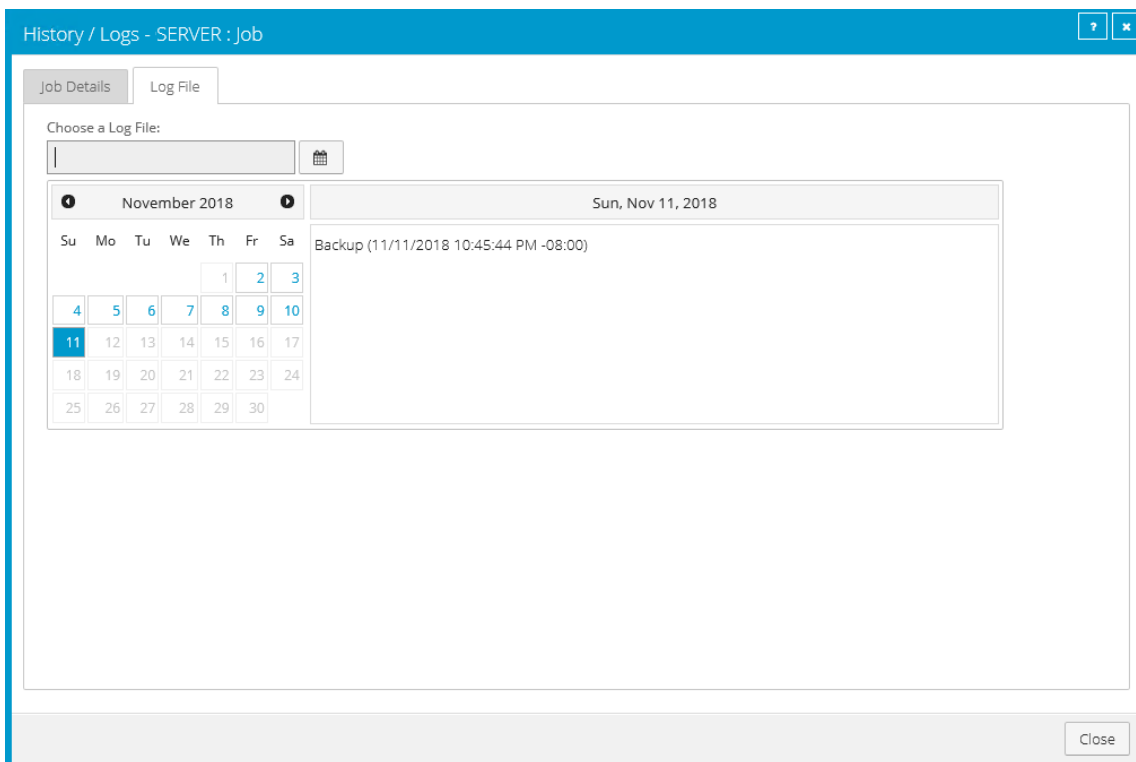 History / Logs - SERVER : Job
? ×
Job Details Log File
Choose a Log File:
November 2018 Sun, Nov 11, 2018
Su Mo Tu We Th Fr Sa
Backup (11/11/2018 10:45:44 PM -08:00)
1 2 3
4 5 6 7 8 9 10
11 12 13 14 15 16 17
18 19 20 21 22 23 24
25 26 27 28 29 30
Close